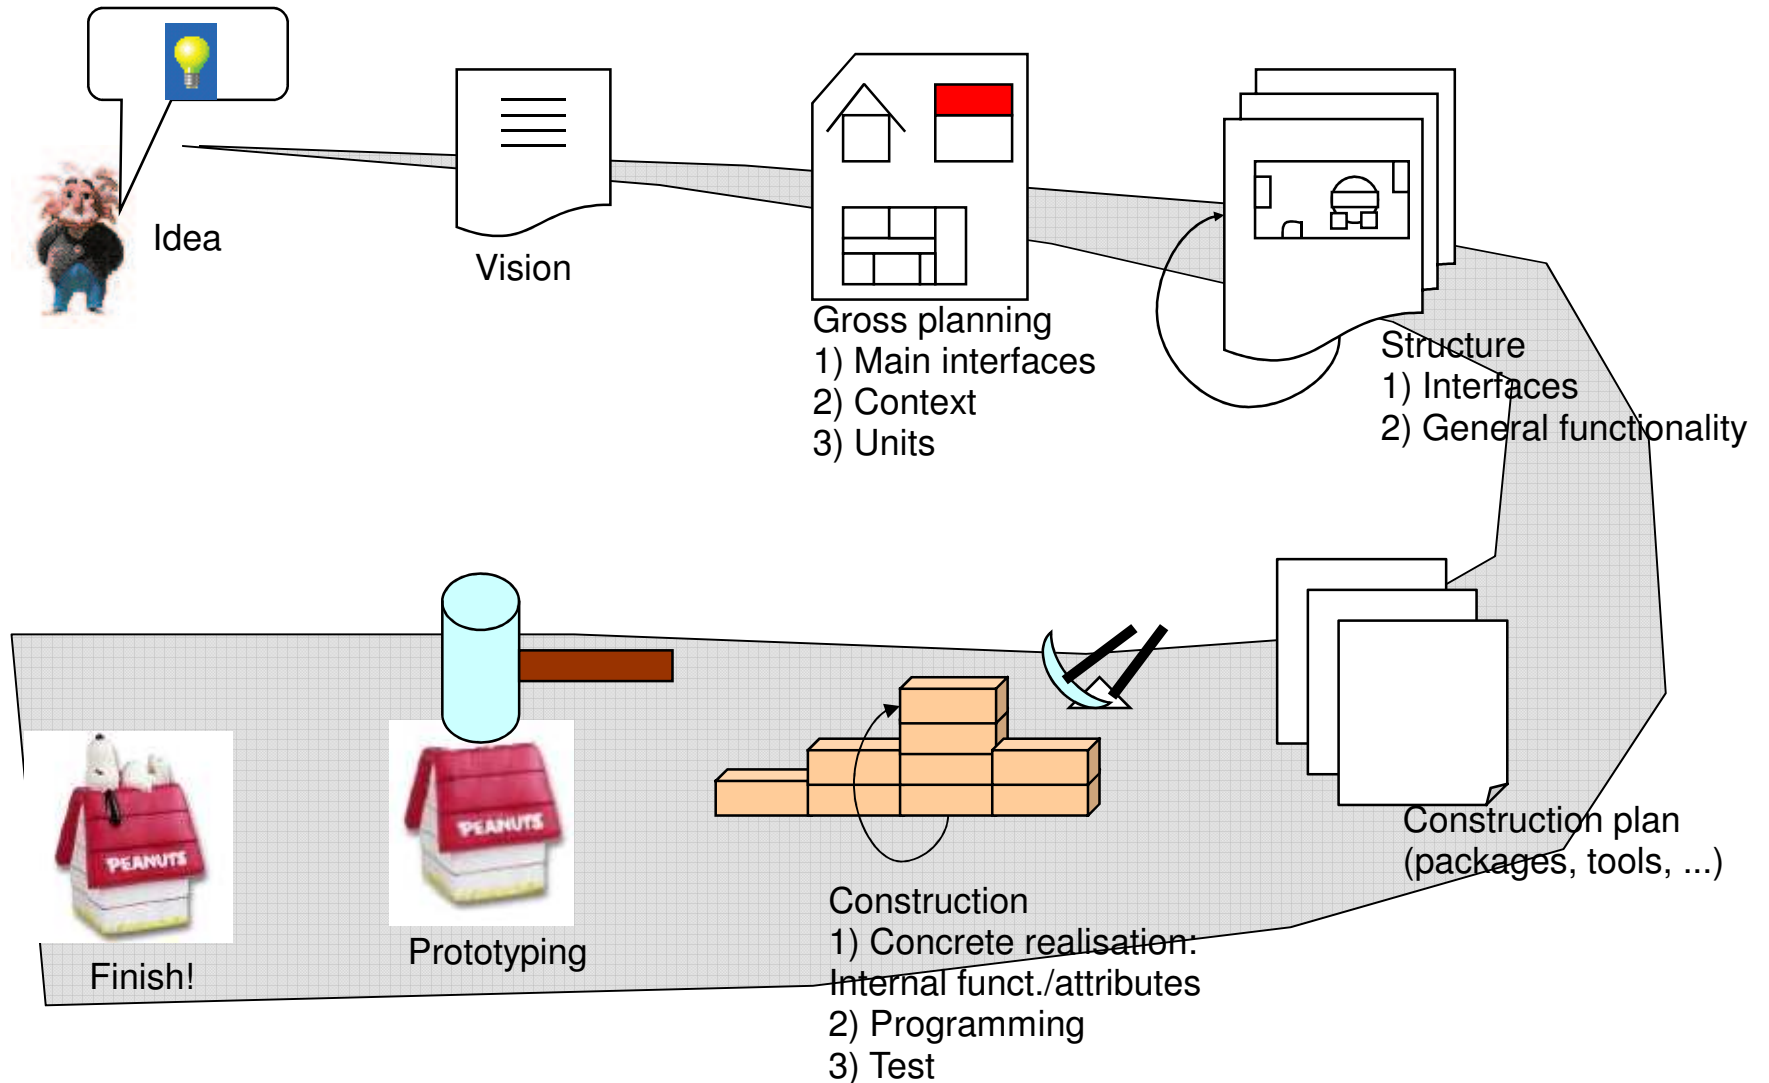 Idea
Vision
Gross planning
1) Main interfaces
2) Context
3) Units
Structure
1) Interfaces
2) General functionality
Construction plan
(packages, tools, ...)
Construction
1) Concrete realisation:
Internal funct./attributes
2) Programming
3) Test
PEANUTS
Prototyping
PEANUTS
Finish!